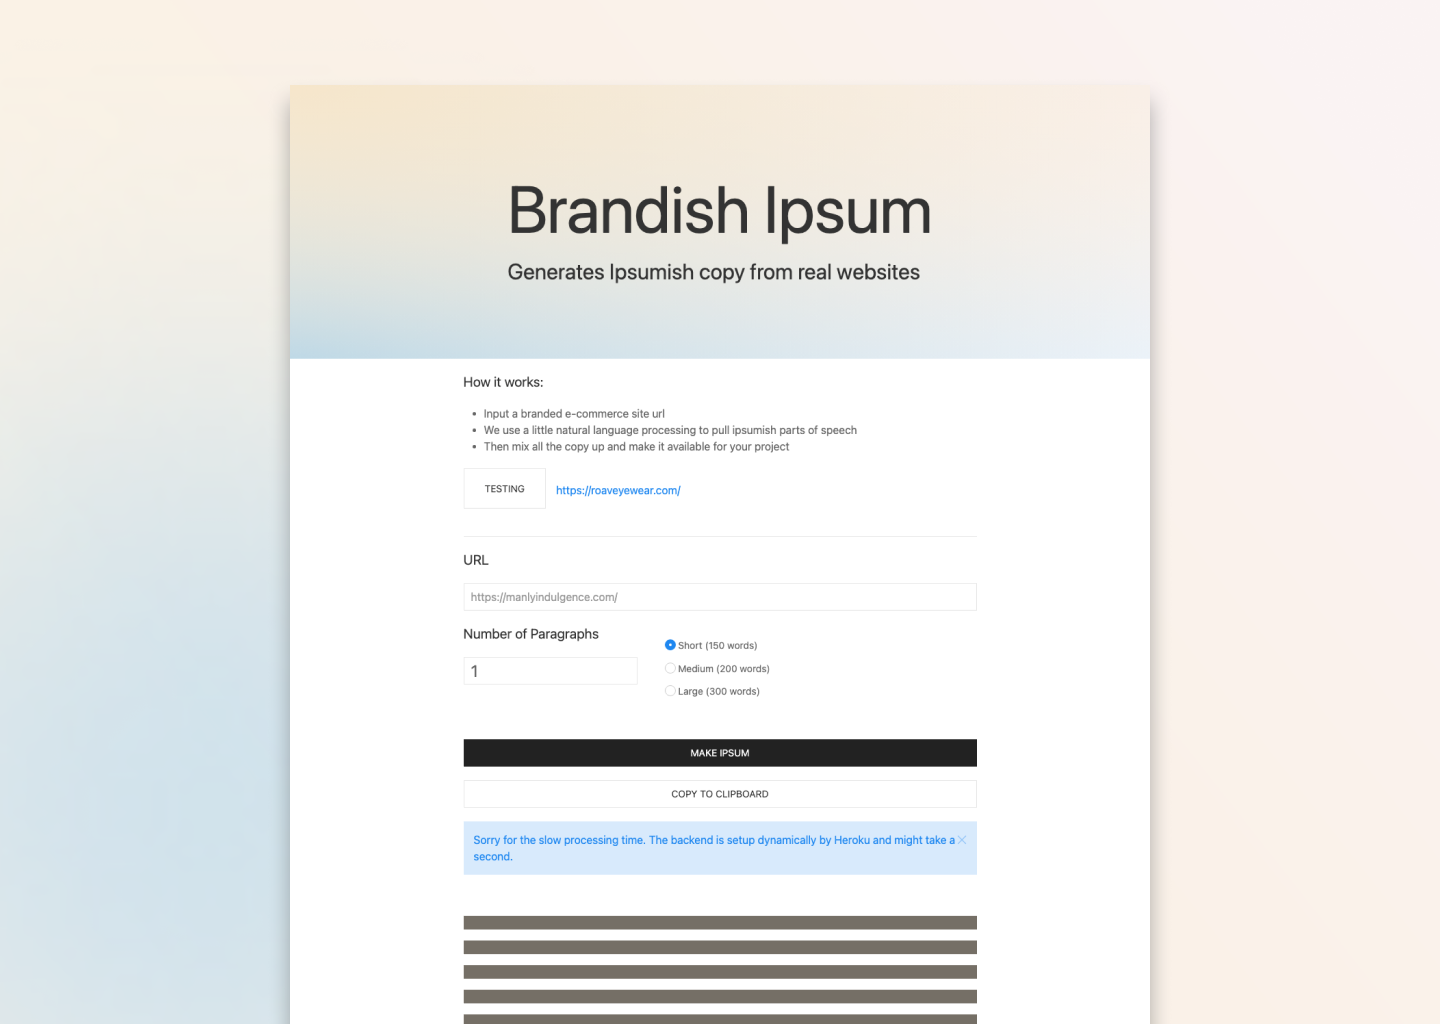 Brandish Ipsum
Generates Ipsumish copy from real websites
How it works:
Input a branded e-commerce site url
We use a little natural language processing to pull ipsumish parts of speech
Then mix all the copy up and make it available for your project
TESTING https://roaveyewear.com/
URL
https://manlyindulgence.com/
Number of Paragraphs
1
Short (150 words)
Medium (200 words)
Large (300 words)
MAKE IPSUM
COPY TO CLIPBOARD
Sorry for the slow processing time. The backend is setup dynamically by Heroku and might take a
second.